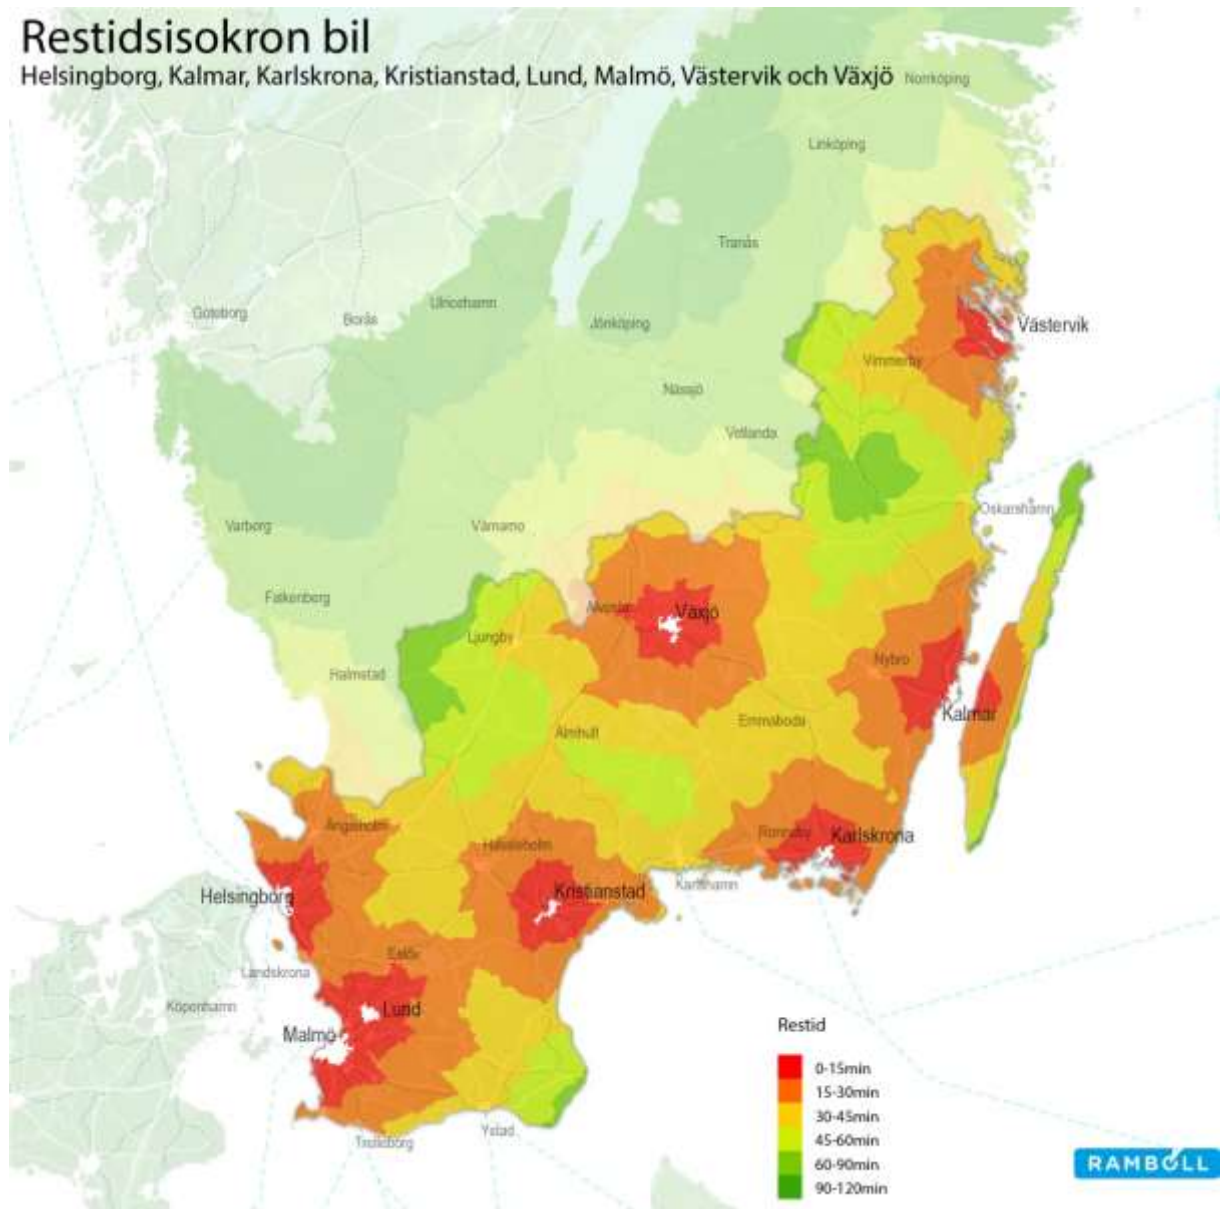 Restidsisokron bil
Helsingborg, Kalmar, Karlskrona, Kristianstad, Lund, Malmö, Västervik och Växjö
Norrköping
Linköping
Tranås
Ulricehamn
Göteborg
Borås
Jönköping
Västervik
Vimmerby
Nässjö
Vetlanda
Oskarshamn
Varberg
Värnamo
Falkenberg
Alvesta
Växjö
Ljungby
Nybro
Halmstad
Kalmar
Emmaboda
Älmhult
Ängelholm
Ronneby
Karlskrona
Hässleholm
Karlshamn
Kristianstad
Helsingborg
Eslöv
Landskrona
Köpenhamn
Lund
Malmö
Ystad
Trelleborg
Restid
0-15min
15-30min
30-45min
45-60min
60-90min
90-120min
RAMBOLL